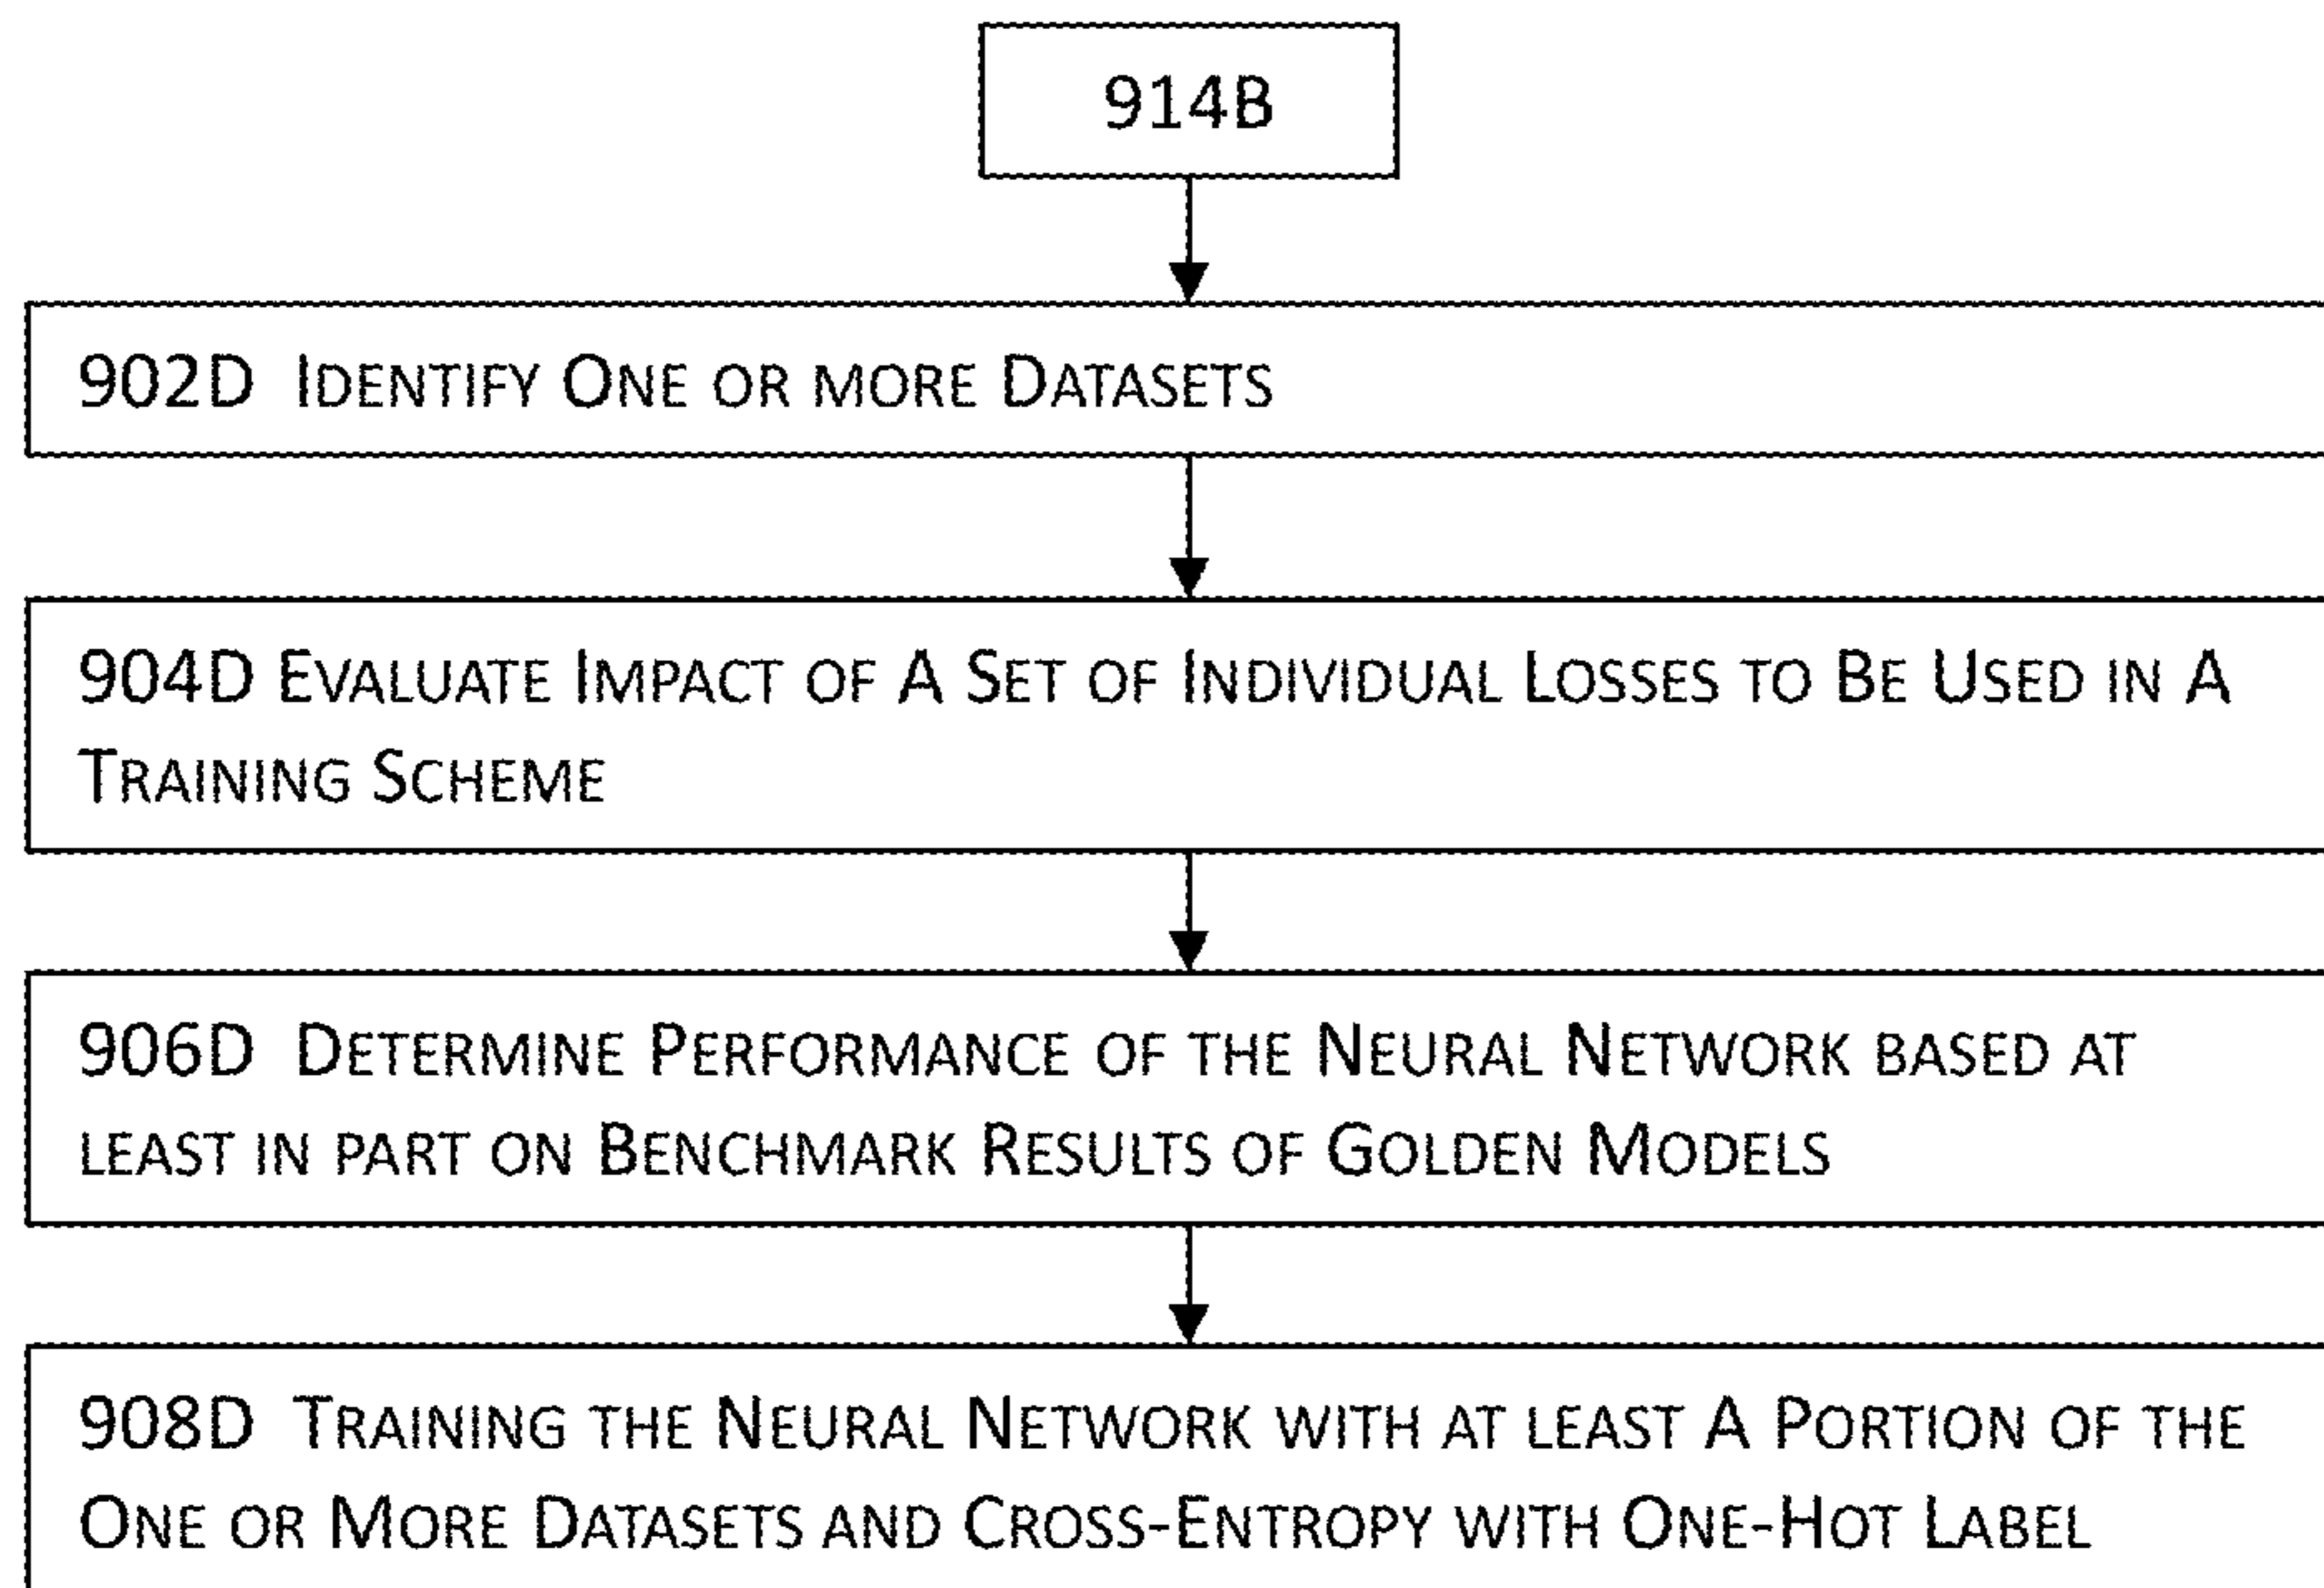 914B
902D Identify One or more Datasets
904D Evaluate Impact of A Set of Individual Losses to Be Used in A
Training Scheme
906D Determine Performance of the Neural Network based at
least in part on Benchmark Results of Golden Models
908D Training the Neural Network with at least A Portion of the
One or More Datasets and Cross-Entropy with One-Hot Label